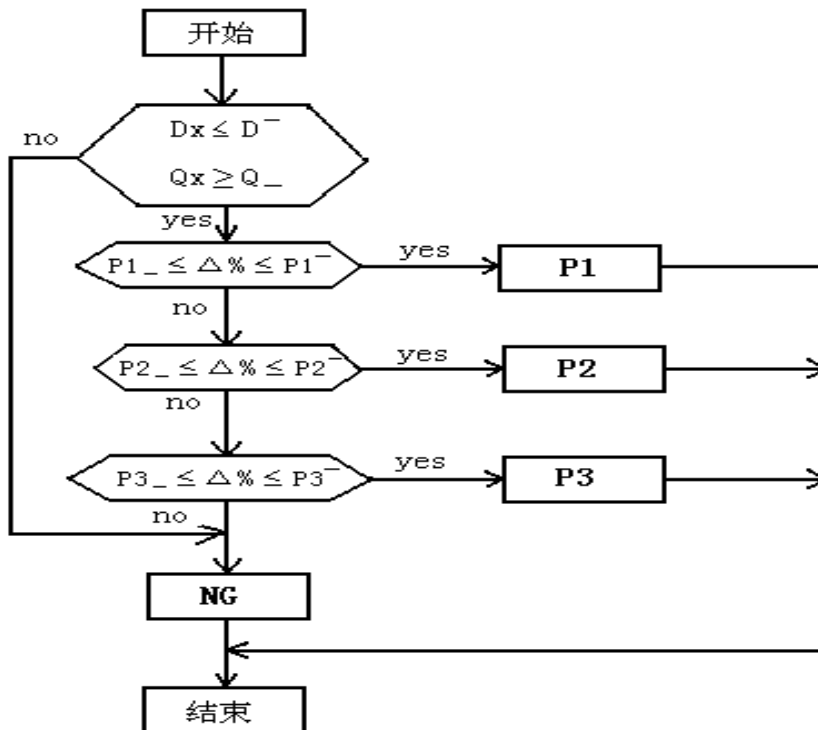 开始
no
Dx ≤ D¯
Qx ≥ Q_
yes
P1_ ≤ △% ≤ P1¯
yes
P1
no
P2_ ≤ △% ≤ P2¯
yes
P2
no
P3_ ≤ △% ≤ P3¯
yes
P3
no
NG
结束